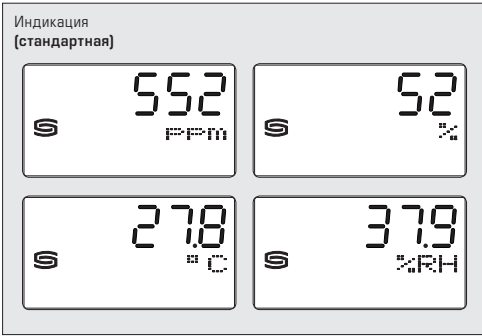 Индикация
(стандартная)
552
ppm
52
%
27.8
°C
37.9
%RH